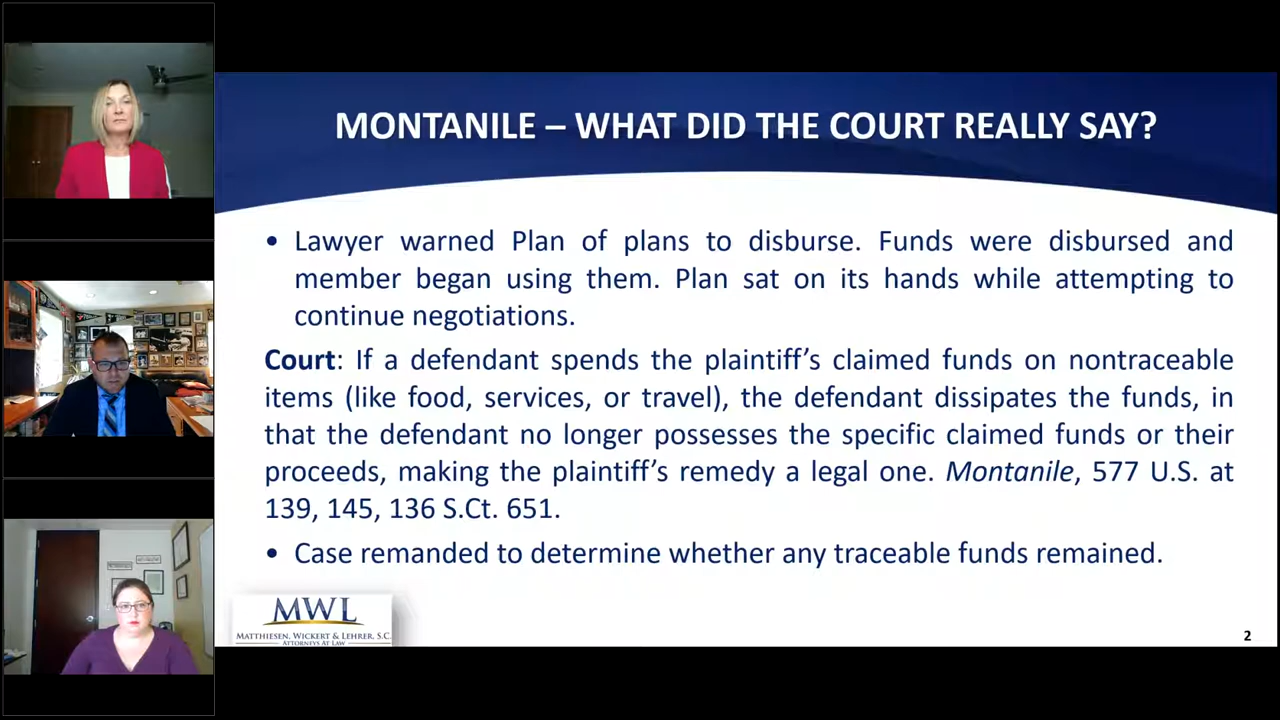 MONTANILE – WHAT DID THE COURT REALLY SAY?
• Lawyer warned Plan of plans to disburse. Funds were disbursed and
member began using them. Plan sat on its hands while attempting to
continue negotiations.
Court: If a defendant spends the plaintiff’s claimed funds on nontraceable
items (like food, services, or travel), the defendant dissipates the funds, in
that the defendant no longer possesses the specific claimed funds or their
proceeds, making the plaintiff’s remedy a legal one. Montanile, 577 U.S. at
139, 145, 136 S.Ct. 651.
• Case remanded to determine whether any traceable funds remained.
MWL
MATTHIESEN, WICKERT & LEHRER, S.C.
ATTORNEYS AT LAW
2